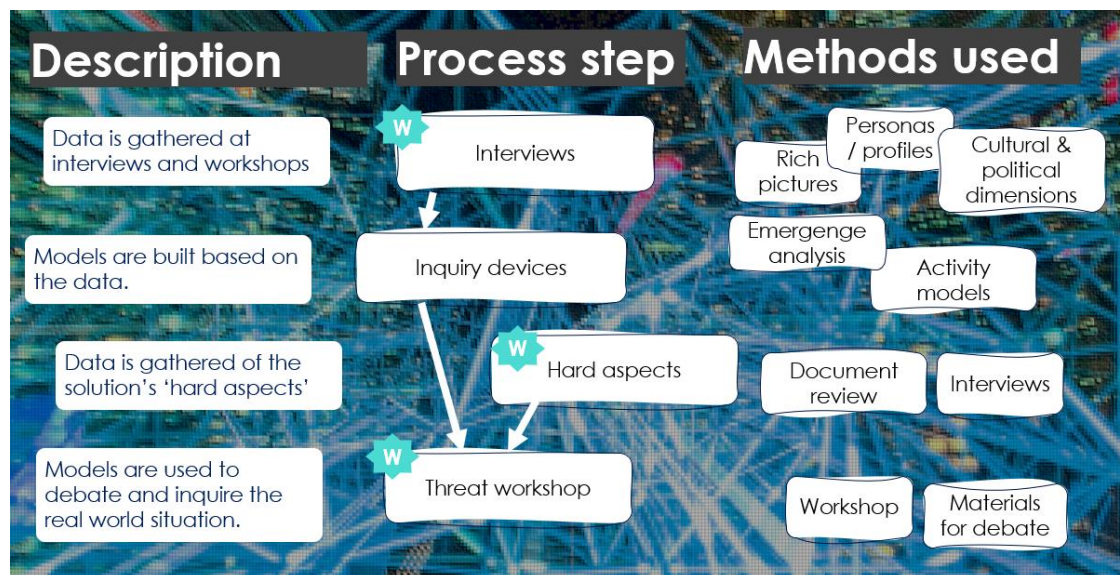 Description
Process step
Methods used
Data is gathered at
interviews and workshops
W
Interviews
Rich
pictures
Personas
/ profiles
Cultural &
political
dimensions
Models are built based on
the data.
Inquiry devices
Emergenge
analysis
Activity
models
Data is gathered of the
solution's 'hard aspects'
W
Hard aspects
Document
review
Interviews
Models are used to
debate and inquire the
real world situation.
W
Threat workshop
Workshop
Materials
for debate